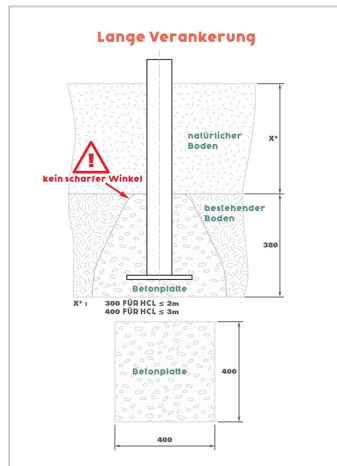 Lange Verankerung
natürlicher
Boden
X*
!
kein scharfer Winkel
bestehender
Boden
380
Betonplatte
X* : 300 FÜR HCL ≤ 2m
400 FÜR HCL ≤ 3m
Betonplatte
400
400